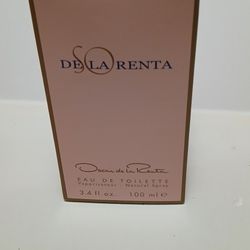 SO
DE LA RENTA
Oscar de la Renta
EAU DE TOILETTE
Vaporisateur - Natural Spray
3.4 fl. oz. 100 ml e